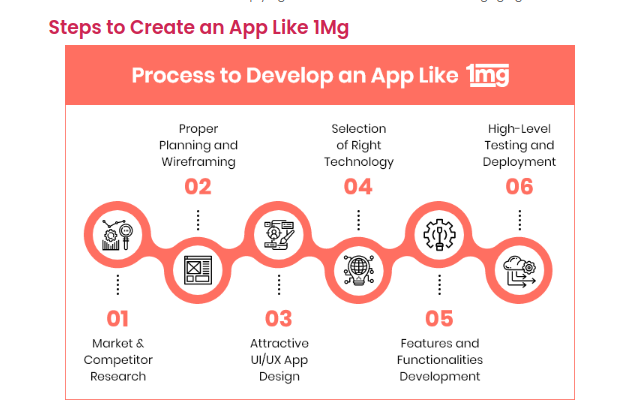 Steps to Create an App Like 1Mg
Process to Develop an App Like 1mg
Proper
Planning and
Wireframing
02
Selection
of Right
Technology
04
High-Level
Testing and
Deployment
06
01
Market &
Competitor
Research
03
Attractive
UI/UX App
Design
05
Features and
Functionalities
Development